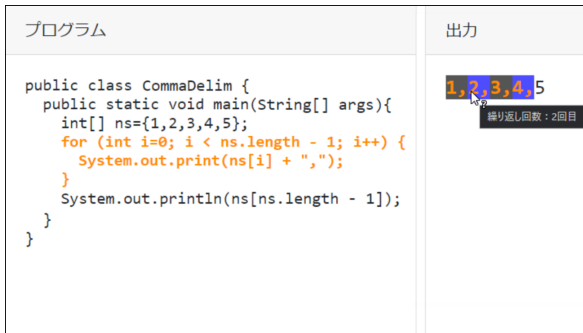 プログラム
public class CommaDelim {
public static void main(String[] args){
int[] ns={1,2,3,4,5};
for (int i=0; i < ns.length - 1; i++) {
System.out.print(ns[i] + ",");
}
System.out.println(ns[ns.length - 1]);
}
}
出力
1,2,3,4,5
繰り返し回数：2回目